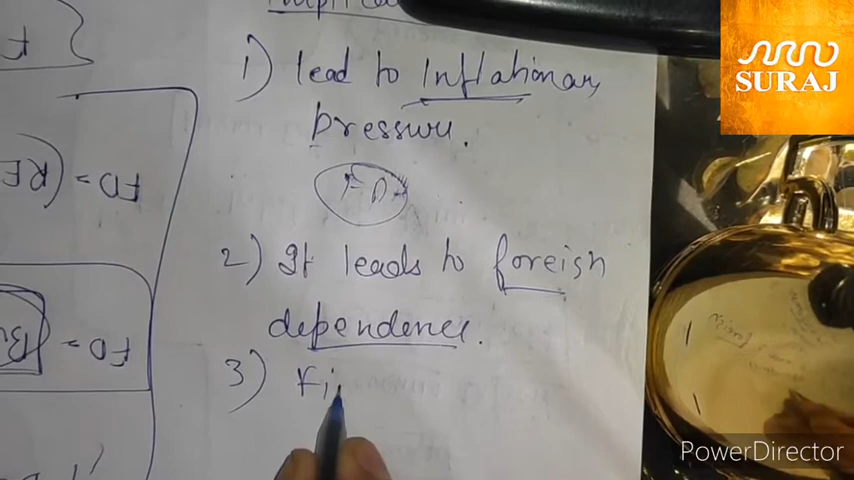 1) lead to Inflationary
pressure.
FD
2) It leads to foreign
dependence.
3) Fi
FD = (RE
FD =
SURAJ
PowerDirector